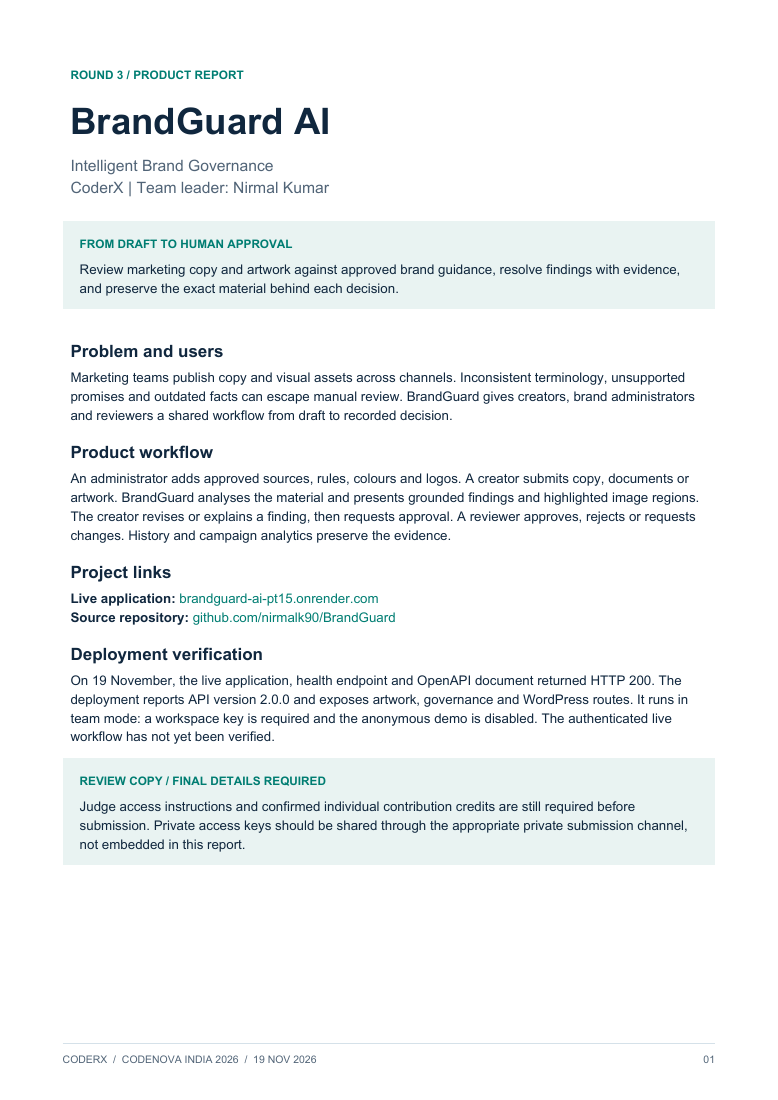 ROUND 3 / PRODUCT REPORT
BrandGuard AI
Intelligent Brand Governance
CoderX | Team leader: Nirmal Kumar
FROM DRAFT TO HUMAN APPROVAL
Review marketing copy and artwork against approved brand guidance, resolve findings with evidence,
and preserve the exact material behind each decision.
Problem and users
Marketing teams publish copy and visual assets across channels. Inconsistent terminology, unsupported
promises and outdated facts can escape manual review. BrandGuard gives creators, brand administrators
and reviewers a shared workflow from draft to recorded decision.
Product workflow
An administrator adds approved sources, rules, colours and logos. A creator submits copy, documents or
artwork. BrandGuard analyses the material and presents grounded findings and highlighted image regions.
The creator revises or explains a finding, then requests approval. A reviewer approves, rejects or requests
changes. History and campaign analytics preserve the evidence.
Project links
Live application: brandguard-ai-pt15.onrender.com
Source repository: github.com/nirmalk90/BrandGuard
Deployment verification
On 19 November, the live application, health endpoint and OpenAPI document returned HTTP 200. The
deployment reports API version 2.0.0 and exposes artwork, governance and WordPress routes. It runs in
team mode: a workspace key is required and the anonymous demo is disabled. The authenticated live
workflow has not yet been verified.
REVIEW COPY / FINAL DETAILS REQUIRED
Judge access instructions and confirmed individual contribution credits are still required before
submission. Private access keys should be shared through the appropriate private submission channel,
not embedded in this report.
CODERX / CODENOVA INDIA 2026 / 19 NOV 2026
01